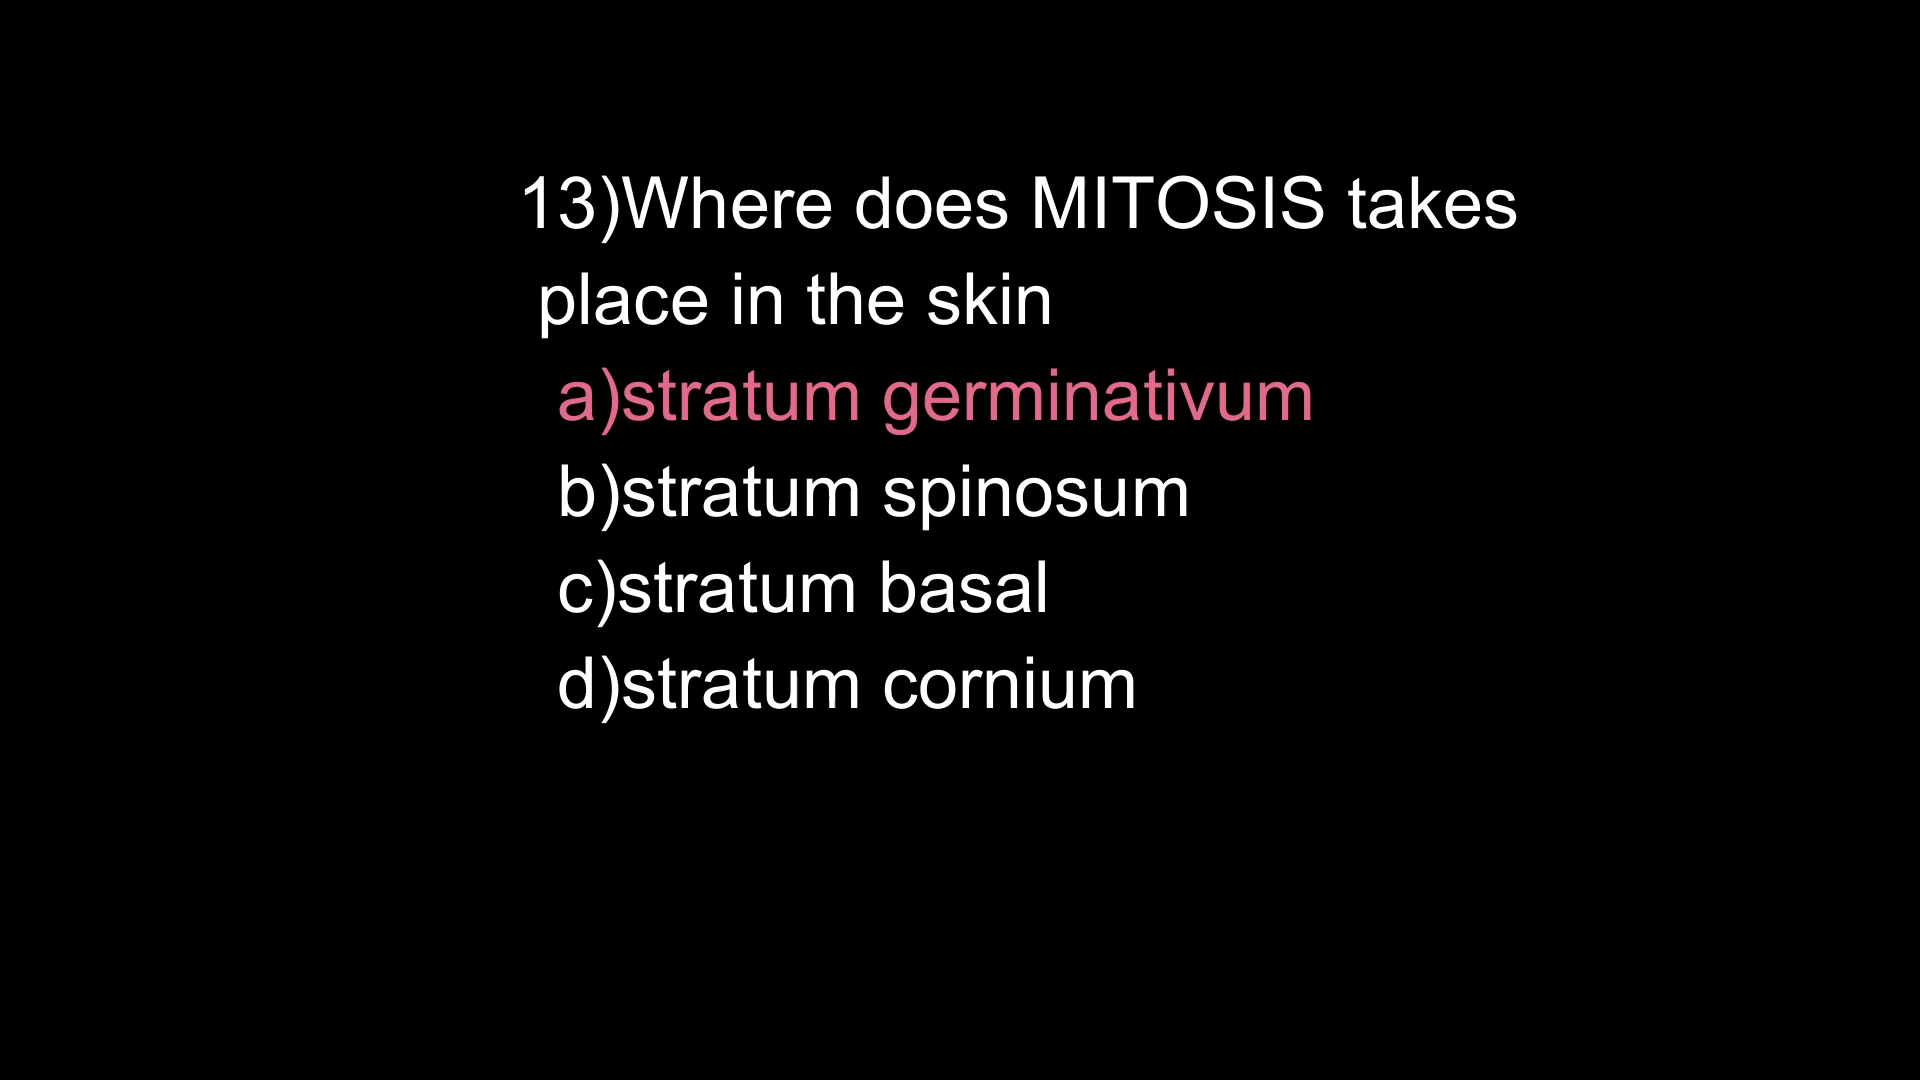 13)Where does MITOSIS takes
place in the skin
a)stratum germinativum
b)stratum spinosum
c)stratum basal
d)stratum cornium